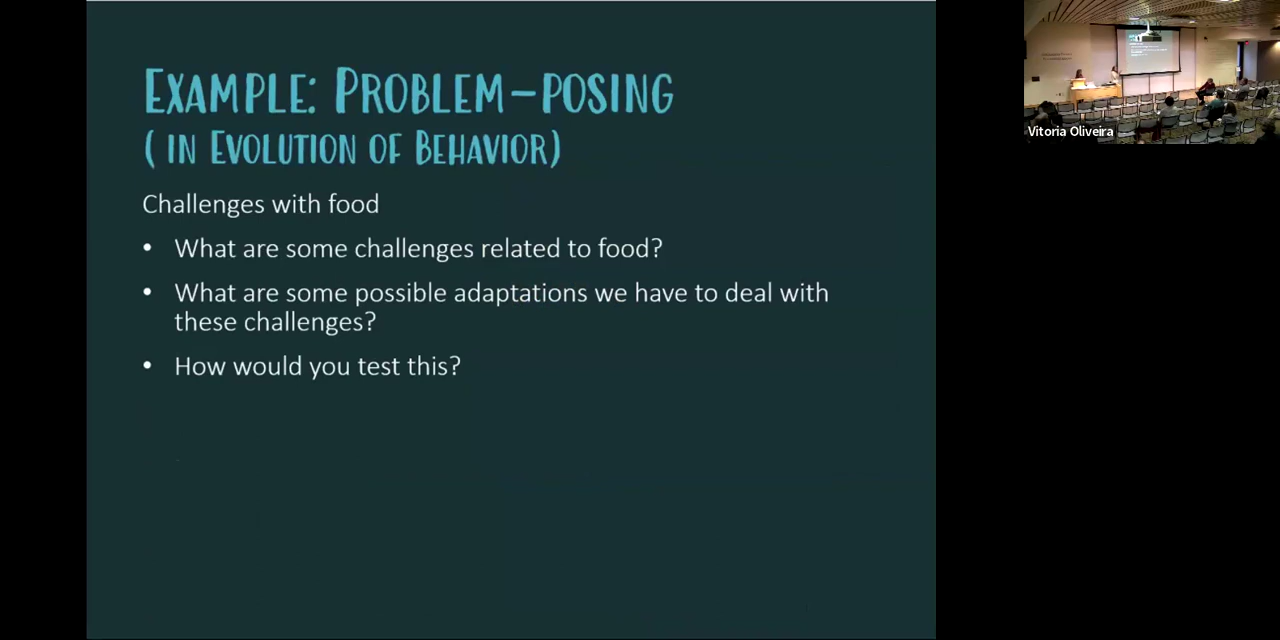 EXAMPLE: PROBLEM-POSING
( IN EVOLUTION OF BEHAVIOR)
Challenges with food
• What are some challenges related to food?
• What are some possible adaptations we have to deal with
these challenges?
• How would you test this?
Vitoria Oliveira